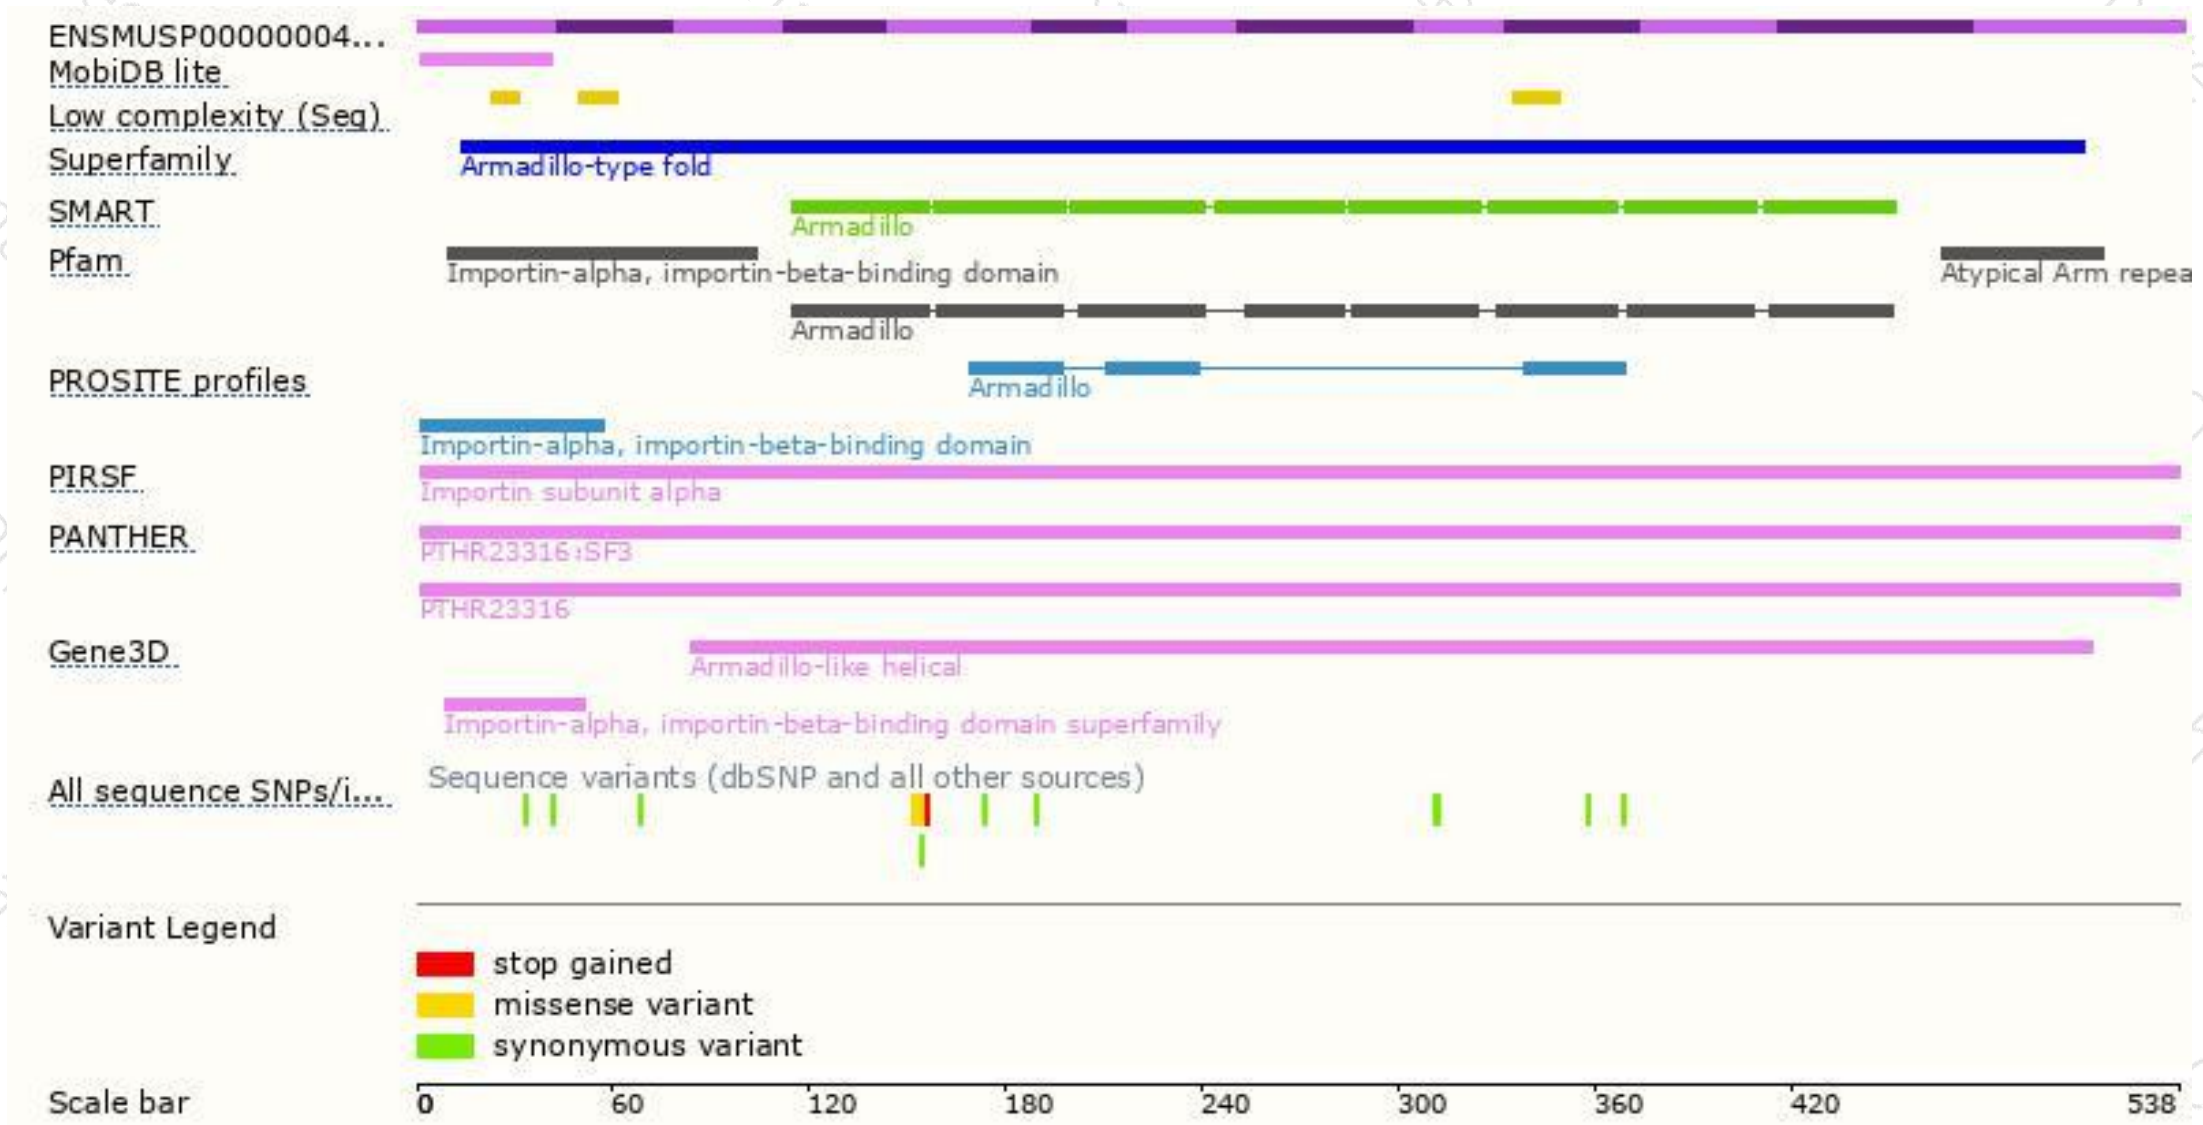 ENSMUSP00000004...
MobiDB lite
Low complexity (Seg)
Superfamily
Armadillo-type fold
SMART
Armadillo
Pfam
Importin-alpha, importin-beta-binding domain
Atypical Arm repea
Armadillo
PROSITE profiles
Armadillo
Importin-alpha, importin-beta-binding domain
PIRSF
Importin subunit alpha
PANTHER
PTHR23316:SF3
PTHR23316
Gene3D
Armadillo-like helical
Importin-alpha, importin-beta-binding domain superfamily
All sequence SNPs/i...
Sequence variants (dbSNP and all other sources)
Variant Legend
stop gained
missense variant
synonymous variant
Scale bar
0 60 120 180 240 300 360 420 538